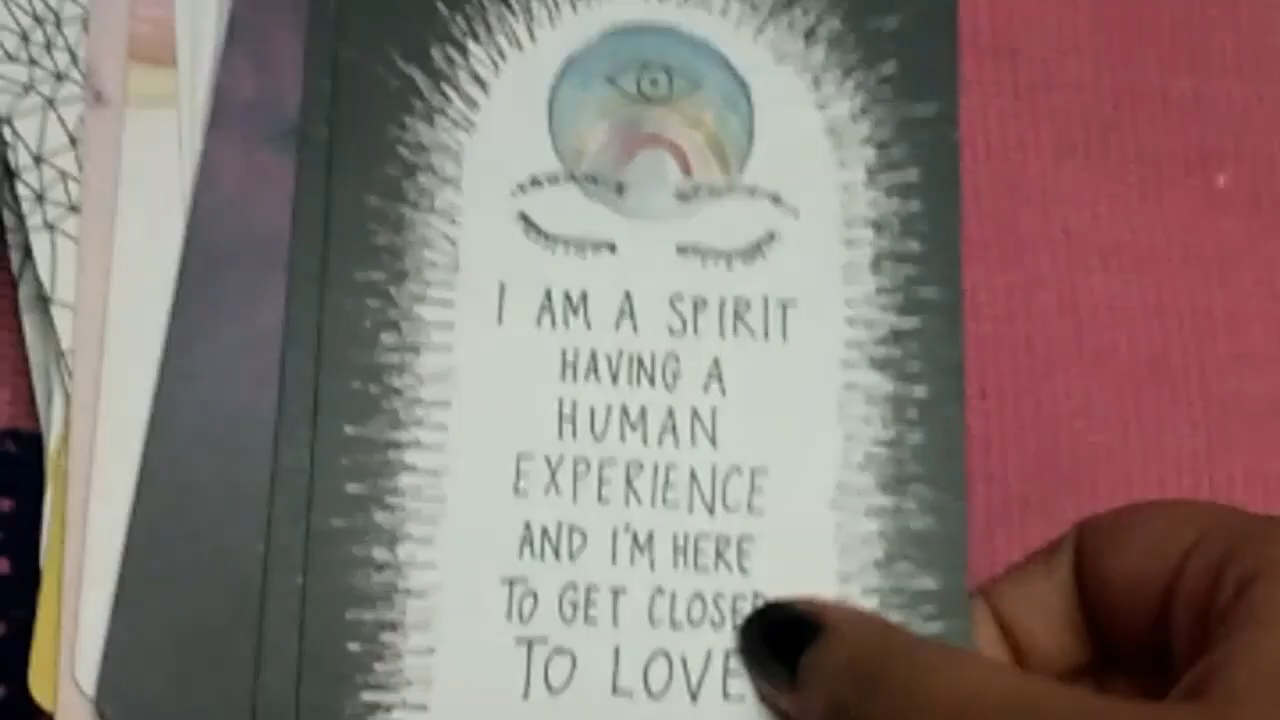 I AM A SPIRIT
HAVING A
HUMAN
EXPERIENCE
AND I'M HERE
TO GET CLOSER
TO LOVE